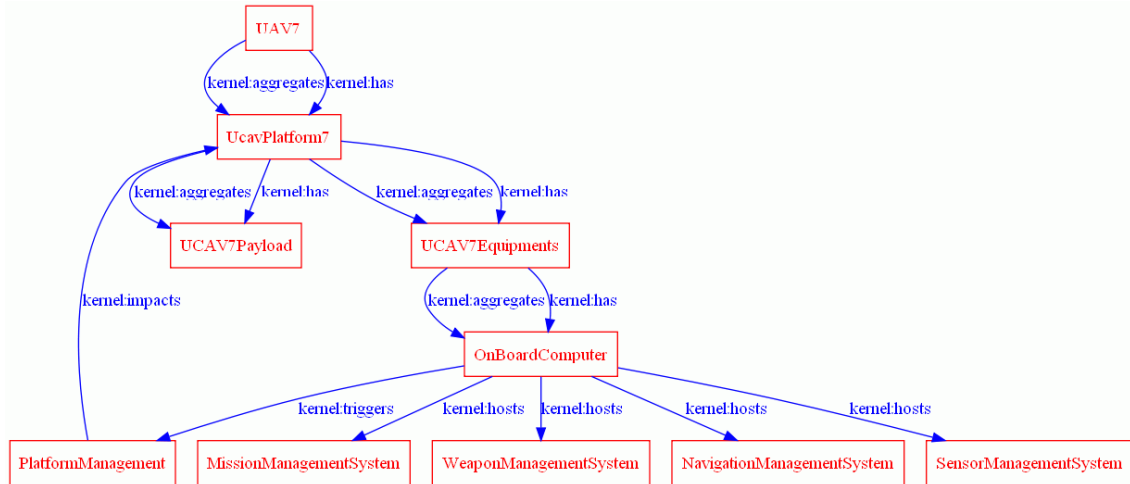 UAV7
kernel:aggregates
kernel:has
UcavPlatform7
kernel:aggregates
kernel:has
kernel:aggregates
kernel:has
UCAV7Payload
UCAV7Equipments
kernel:impacts
kernel:aggregates
kernel:has
OnBoardComputer
kernel:triggers
kernel:hosts
kernel:hosts
kernel:hosts
kernel:hosts
PlatformManagement
MissionManagementSystem
WeaponManagementSystem
NavigationManagementSystem
SensorManagementSystem